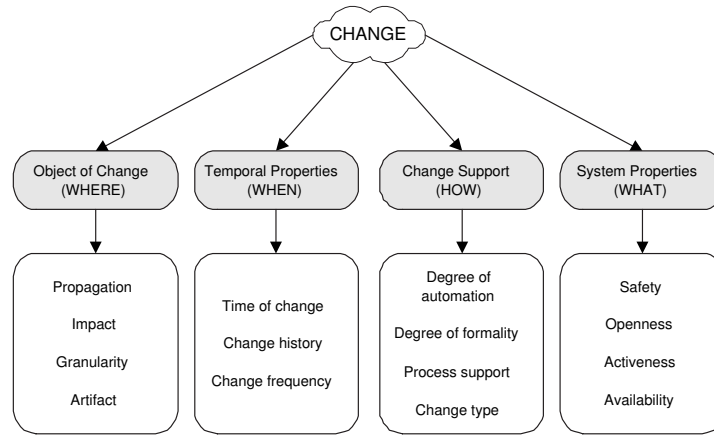 CHANGE
Object of Change
(WHERE)
Temporal Properties
(WHEN)
Change Support
(HOW)
System Properties
(WHAT)
Propagation
Impact
Granularity
Artifact
Time of change
Change history
Change frequency
Degree of
automation
Degree of formality
Process support
Change type
Safety
Openness
Activeness
Availability